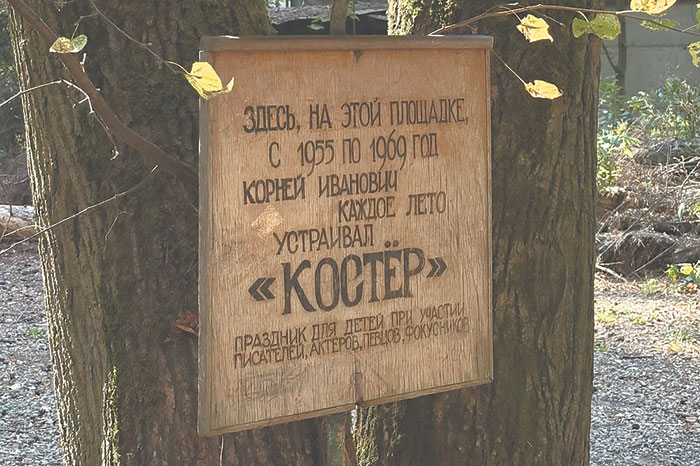 ЗДЕСЬ, НА ЭТОЙ ПЛОЩАДКЕ,
С 1955 ПО 1969 ГОД
КОРНЕЙ ИВАНОВИЧ
КАЖДОЕ ЛЕТО
УСТРАИВАЛ
«КОСТЁР»
ПРАЗДНИК ДЛЯ ДЕТЕЙ ПРИ УЧАСТИИ
ПИСАТЕЛЕЙ, АКТЕРОВ, ПЕВЦОВ, ФОКУСНИКОВ